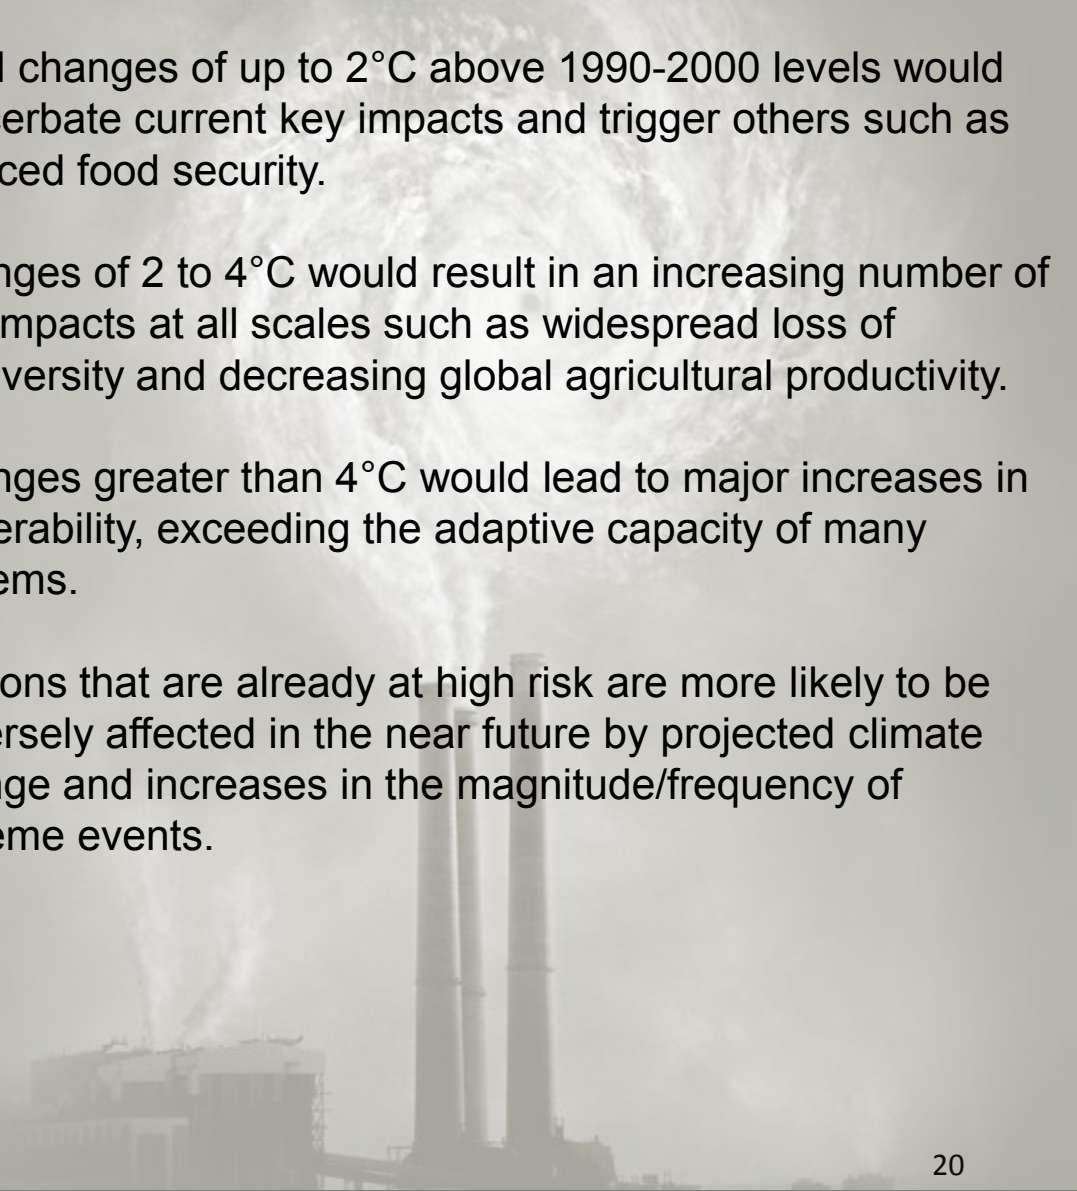 changes of up to 2°C above 1990-2000 levels would
erbate current key impacts and trigger others such as
ced food security.
nges of 2 to 4°C would result in an increasing number of
mpacts at all scales such as widespread loss of
versity and decreasing global agricultural productivity.
nges greater than 4°C would lead to major increases in
erability, exceeding the adaptive capacity of many
ems.
ons that are already at high risk are more likely to be
rsely affected in the near future by projected climate
nge and increases in the magnitude/frequency of
eme events.
20